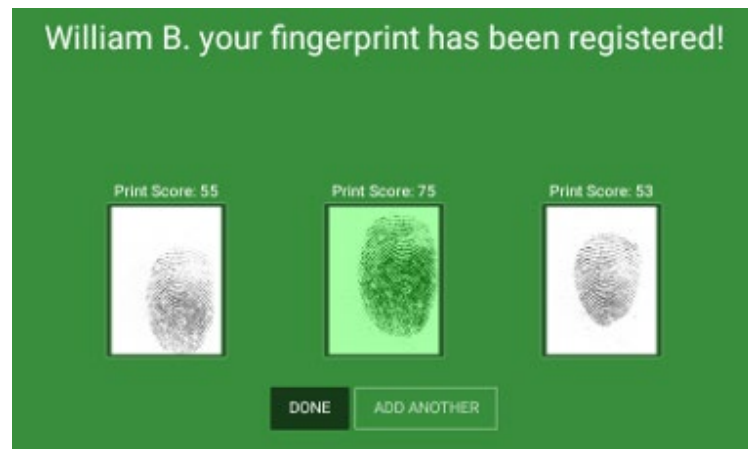 William B. your fingerprint has been registered!
Print Score: 55
Print Score: 75
Print Score: 53
DONE
ADD ANOTHER